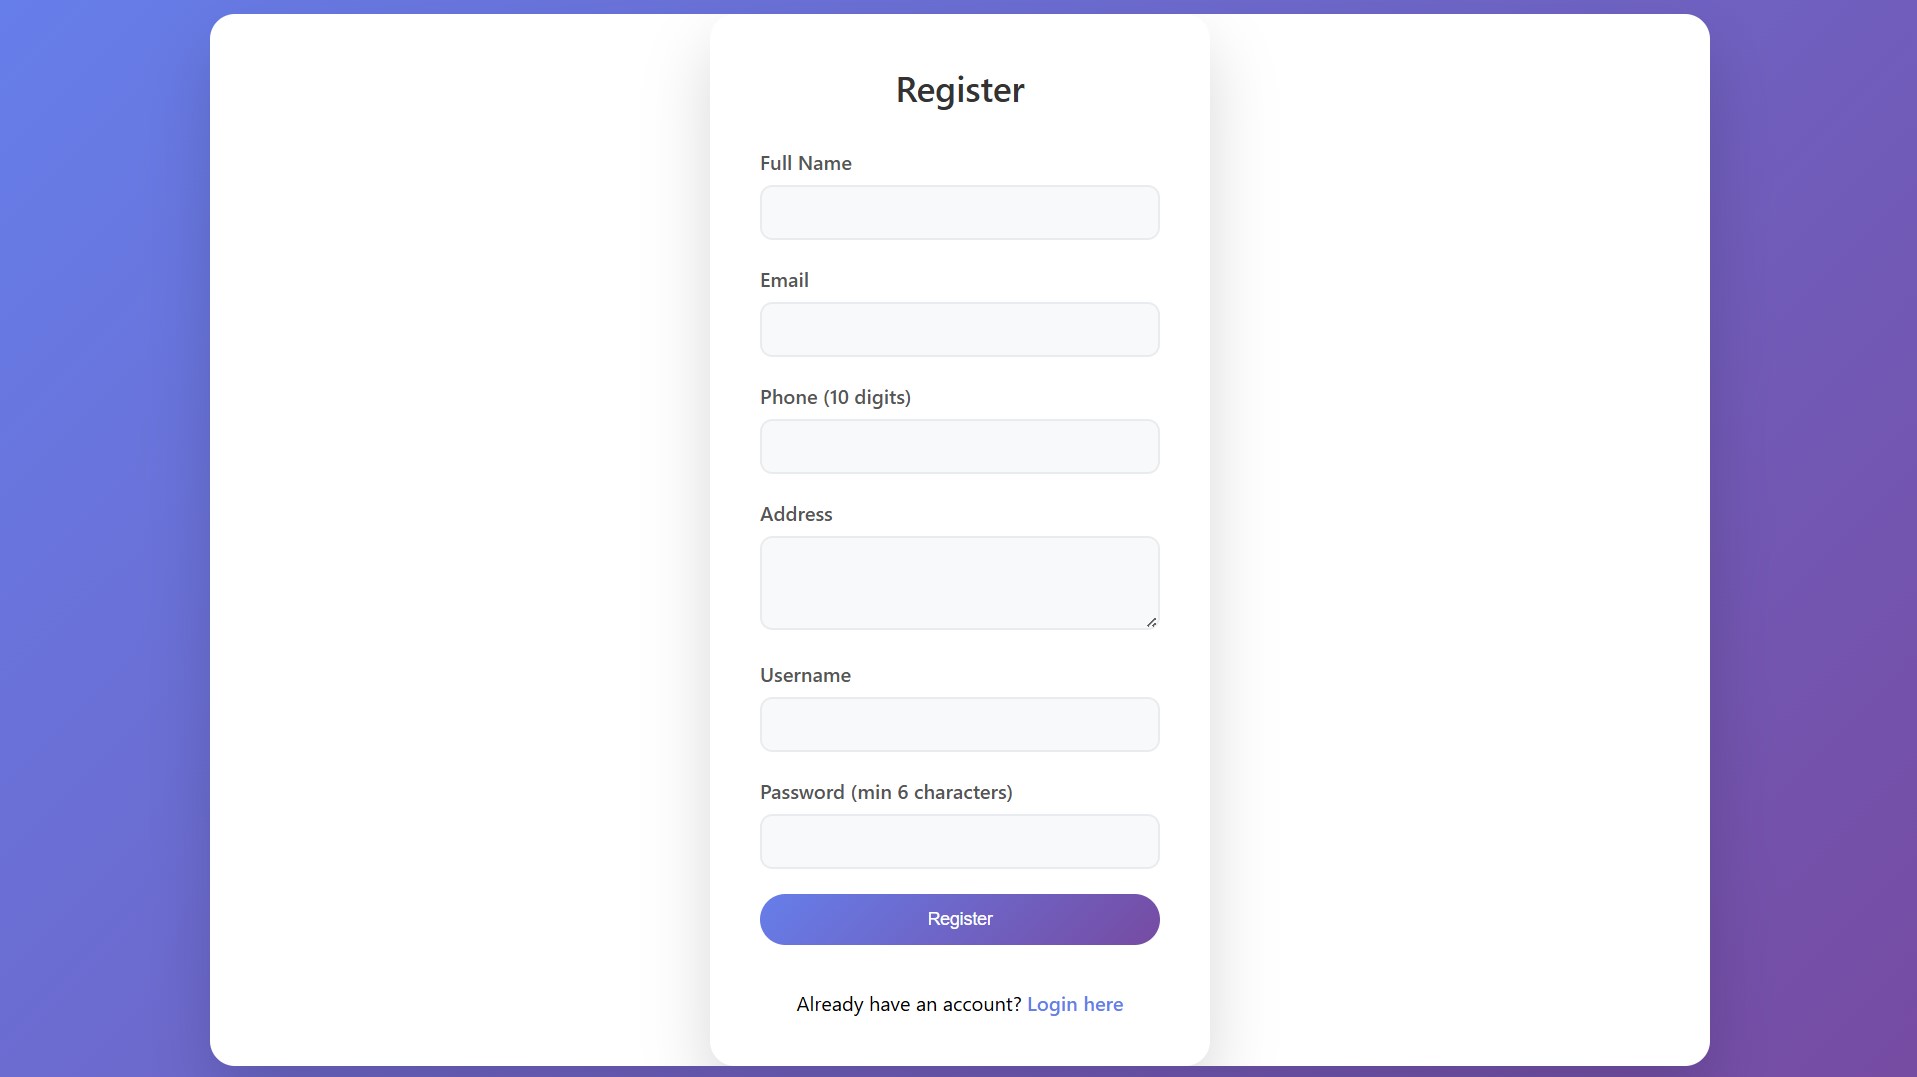 Register
Full Name
Email
Phone (10 digits)
Address
Username
Password (min 6 characters)
Register
Already have an account? Login here